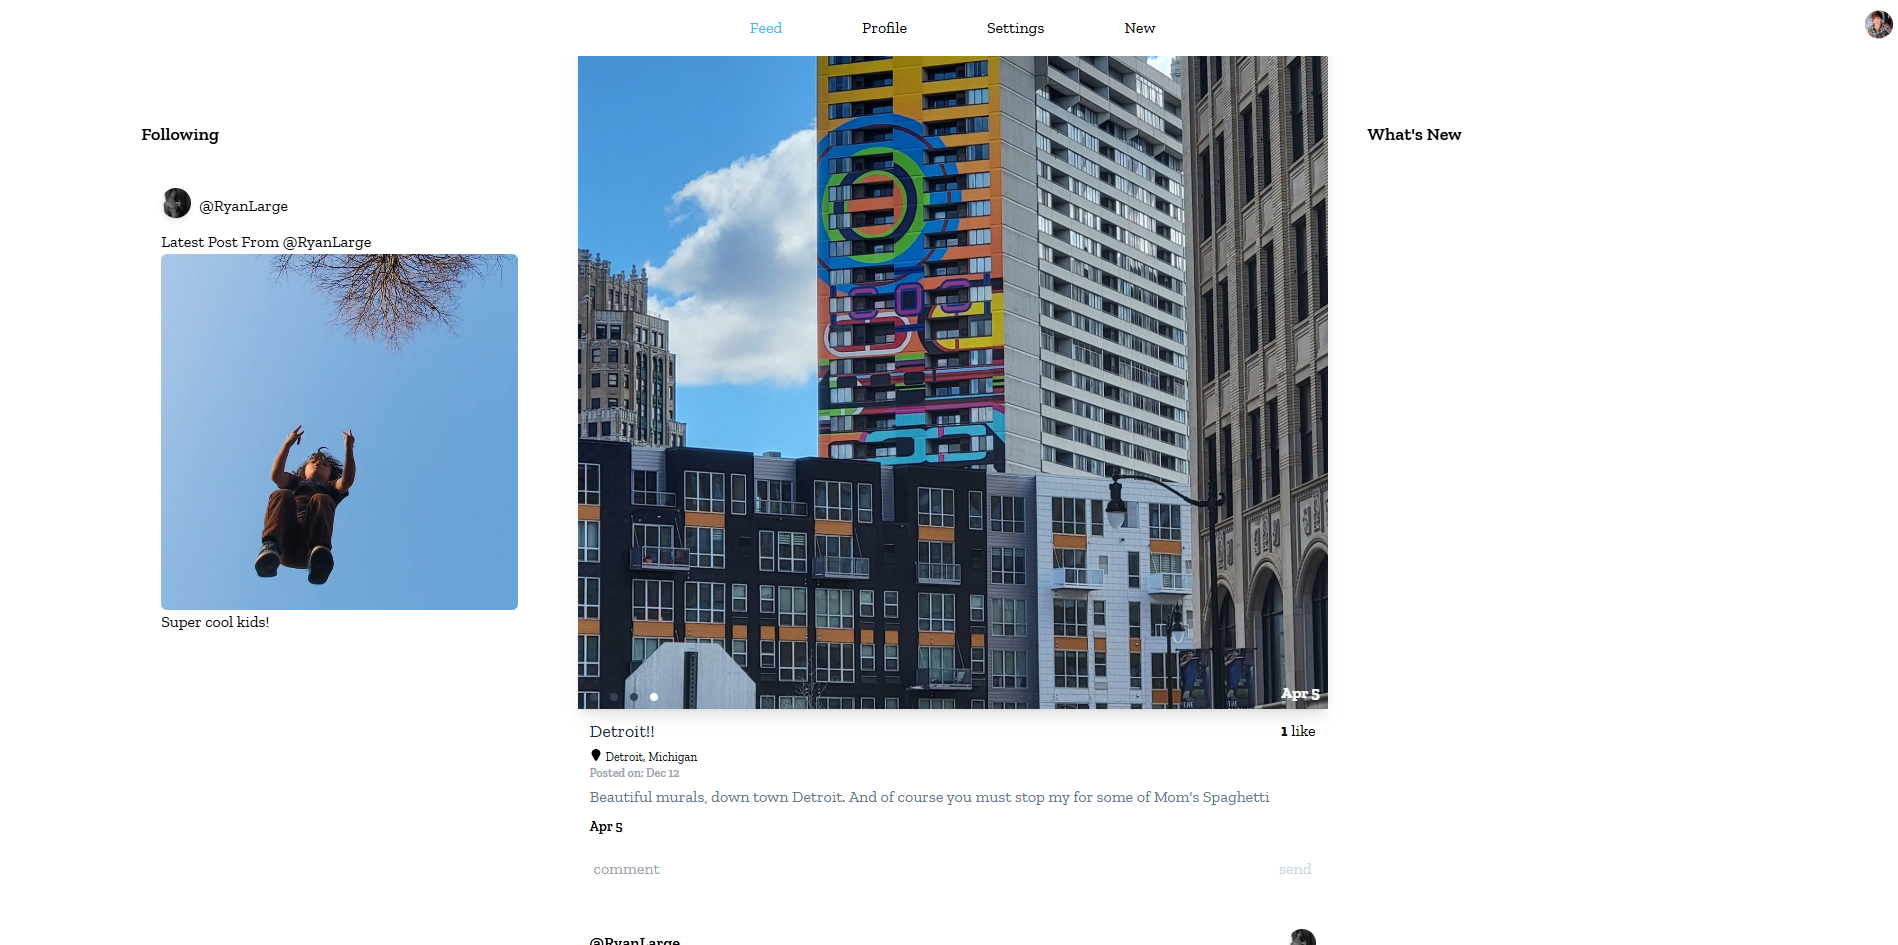 Feed Profile Settings New
Following
@RyanLarge
Latest Post From @RyanLarge
Super cool kids!
Apr 5
Detroit!!
1 like
Detroit, Michigan
Posted on: Dec 12
Beautiful murals, down town Detroit. And of course you must stop my for some of Mom's Spaghetti
Apr 5
comment
send
@RyanLarge
What's New